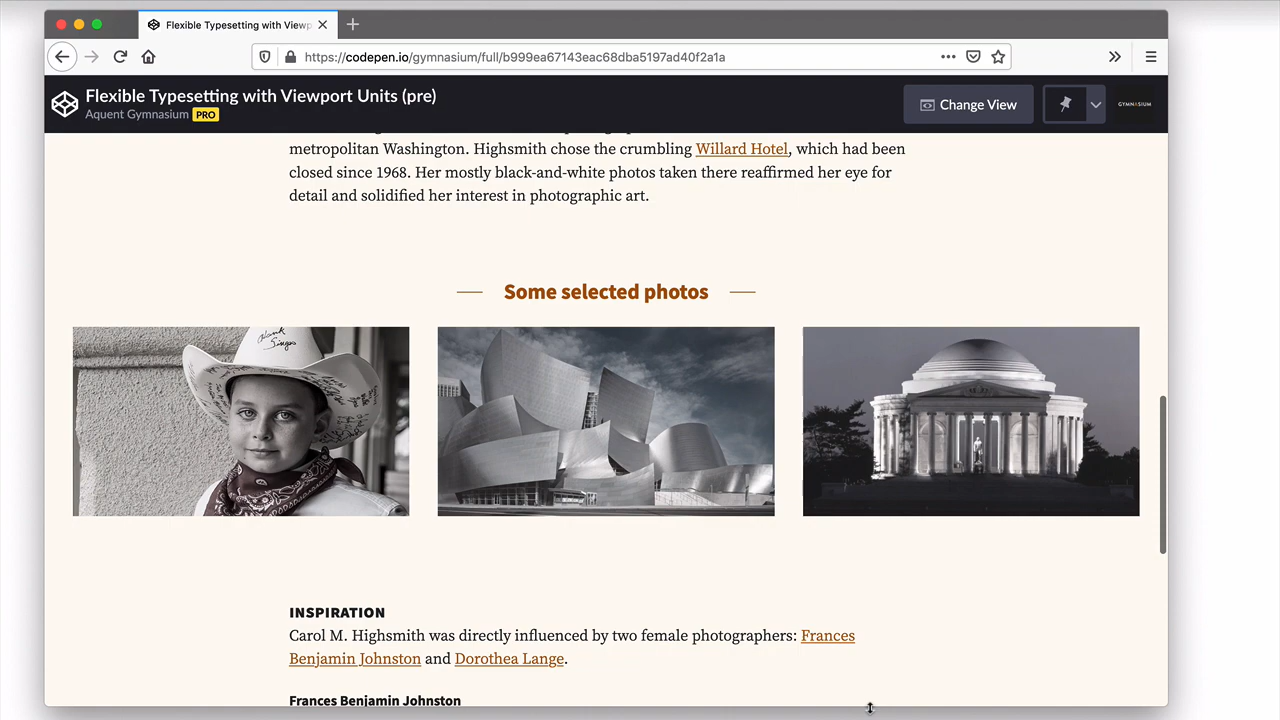 Flexible Typesetting with Viewp
https://codepen.io/gymnasium/full/b999ea67143eac68dba5197ad40f2a1a
Flexible Typesetting with Viewport Units (pre)
Aquent Gymnasium PRO
Change View
GYMNASIUM
metropolitan Washington. Highsmith chose the crumbling Willard Hotel, which had been
closed since 1968. Her mostly black-and-white photos taken there reaffirmed her eye for
detail and solidified her interest in photographic art.
Some selected photos
INSPIRATION
Carol M. Highsmith was directly influenced by two female photographers: Frances
Benjamin Johnston and Dorothea Lange.
Frances Benjamin Johnston